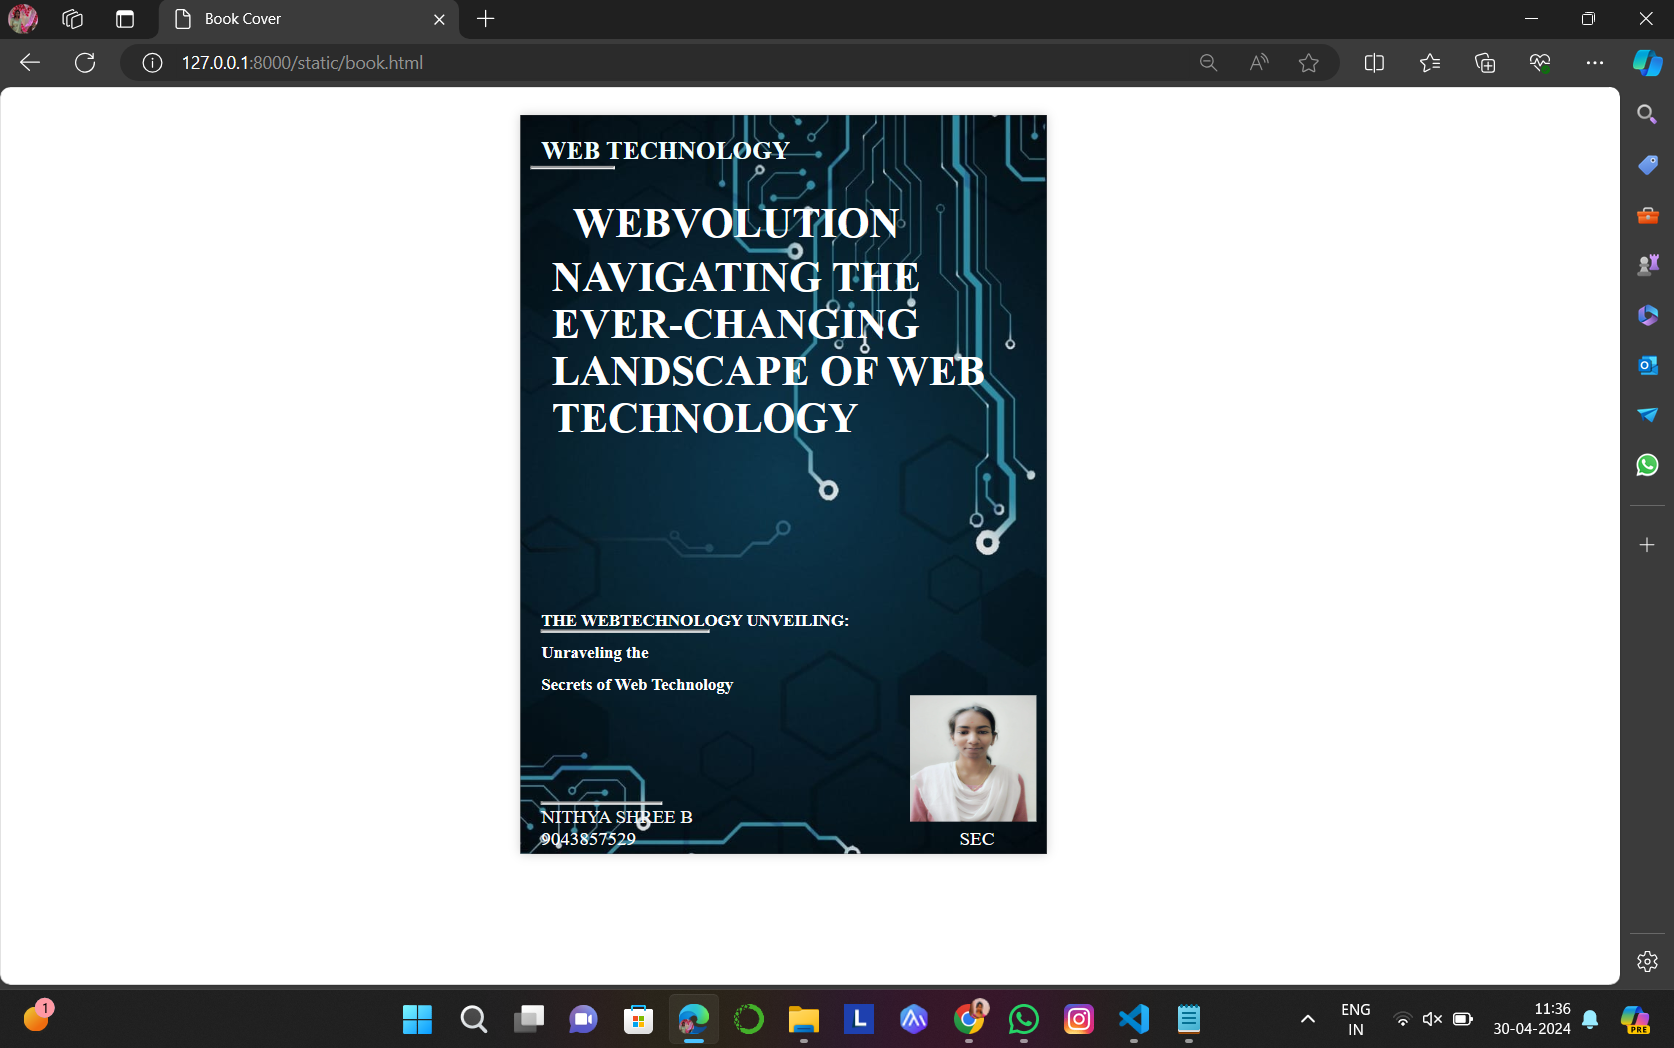 Book Cover
127.0.0.1:8000/static/book.html
WEB TECHNOLOGY
WEBVOLUTION
NAVIGATING THE
EVER-CHANGING
LANDSCAPE OF WEB
TECHNOLOGY
THE WEBTECHNOLOGY UNVEILING:
Unraveling the
Secrets of Web Technology
NITHYA SHREE B
9043857529
SEC
1
L
ENG
IN
11:36
30-04-2024
PRE